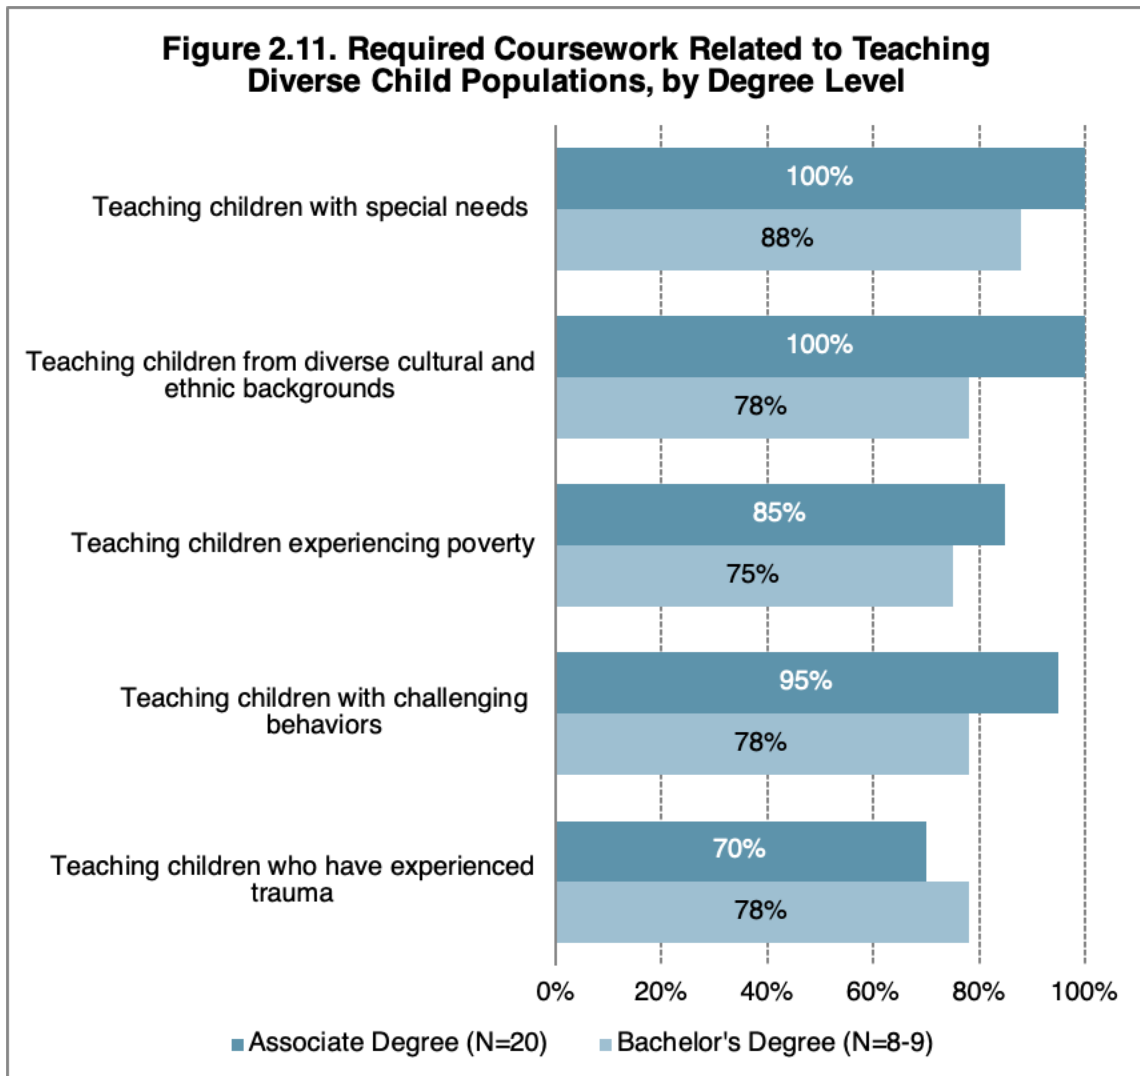 Figure 2.11. Required Coursework Related to Teaching
Diverse Child Populations, by Degree Level
Teaching children with special needs
100%
88%
Teaching children from diverse cultural and
ethnic backgrounds
100%
78%
Teaching children experiencing poverty
85%
75%
Teaching children with challenging
behaviors
95%
78%
Teaching children who have experienced
trauma
70%
78%
0% 20% 40% 60% 80% 100%
Associate Degree (N=20) Bachelor's Degree (N=8-9)